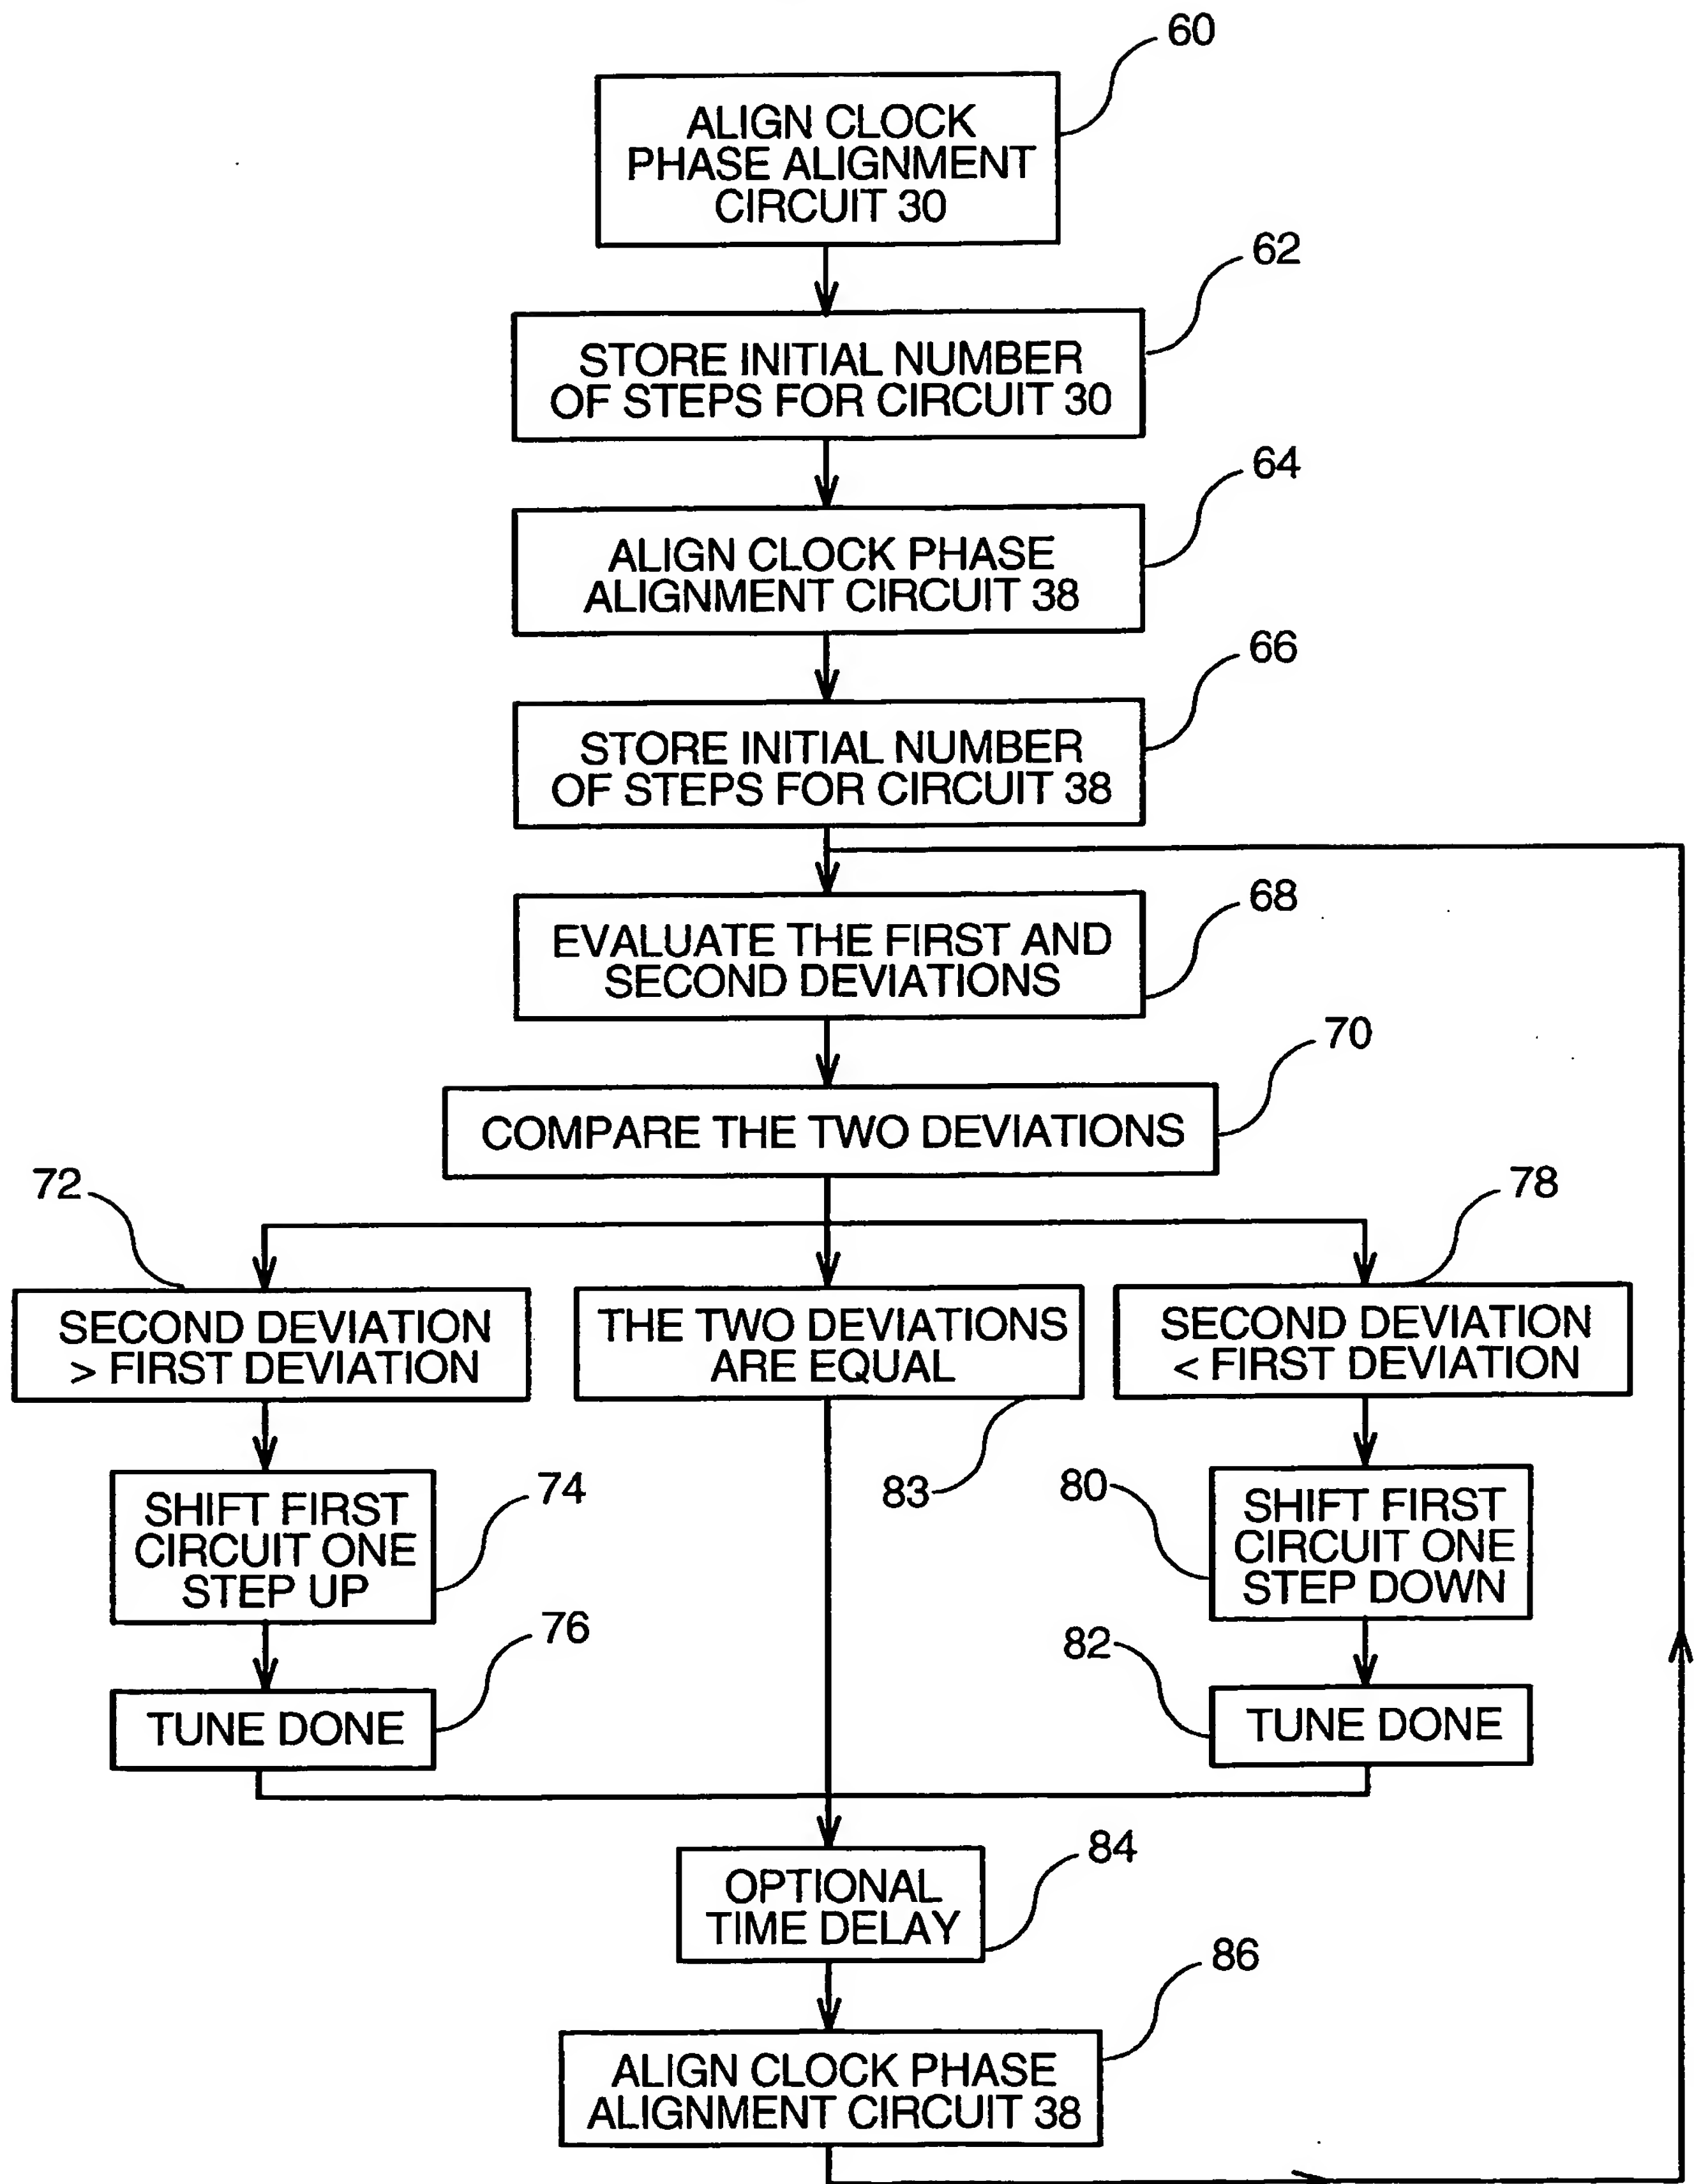 60
ALIGN CLOCK
PHASE ALIGNMENT
CIRCUIT 30
62
STORE INITIAL NUMBER
OF STEPS FOR CIRCUIT 30
64
ALIGN CLOCK PHASE
ALIGNMENT CIRCUIT 38
66
STORE INITIAL NUMBER
OF STEPS FOR CIRCUIT 38
68
EVALUATE THE FIRST AND
SECOND DEVIATIONS
70
COMPARE THE TWO DEVIATIONS
72
SECOND DEVIATION
> FIRST DEVIATION
THE TWO DEVIATIONS
ARE EQUAL
83
78
SECOND DEVIATION
< FIRST DEVIATION
74
SHIFT FIRST
CIRCUIT ONE
STEP UP
80
SHIFT FIRST
CIRCUIT ONE
STEP DOWN
76
TUNE DONE
82
TUNE DONE
84
OPTIONAL
TIME DELAY
86
ALIGN CLOCK PHASE
ALIGNMENT CIRCUIT 38